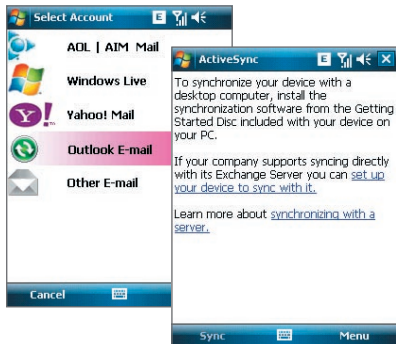 Select Account
E
AOL | AIM Mail
Windows Live
Y!
Yahoo! Mail
Outlook E-mail
Other E-mail
Cancel
ActiveSync
E
To synchronize your device with a
desktop computer, install the
synchronization software from the Getting
Started Disc included with your device on
your PC.
If your company supports syncing directly
with its Exchange Server you can set up
your device to sync with it.
Learn more about synchronizing with a
server.
Sync
Menu